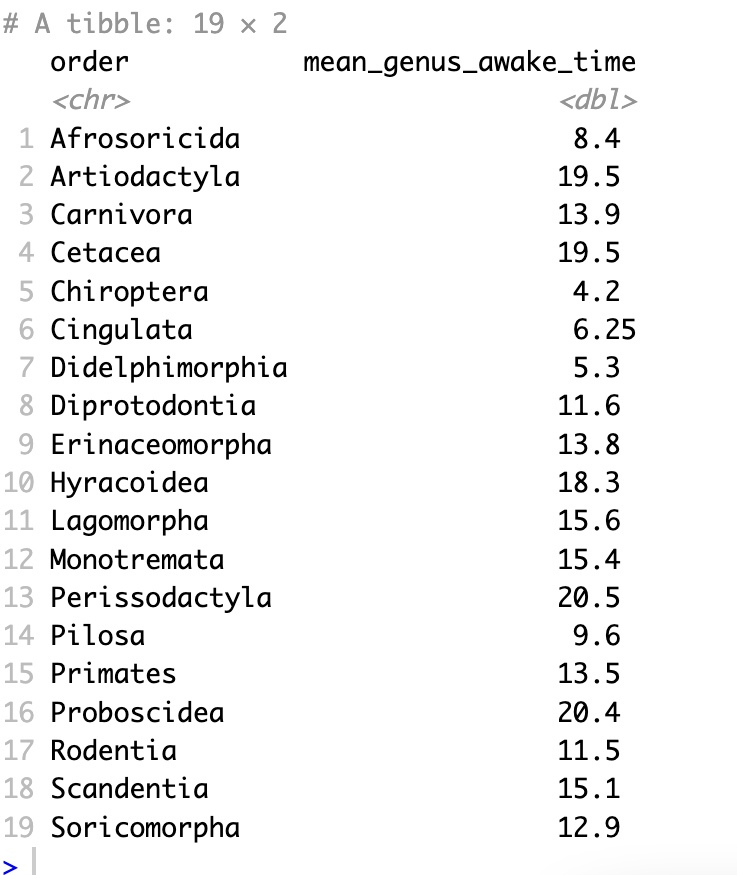 # A tibble: 19 × 2
order mean_genus_awake_time
<chr> <dbl>
1 Afrosoricida 8.4
2 Artiodactyla 19.5
3 Carnivora 13.9
4 Cetacea 19.5
5 Chiroptera 4.2
6 Cingulata 6.25
7 Didelphimorphia 5.3
8 Diprotodontia 11.6
9 Erinaceomorpha 13.8
10 Hyracoidea 18.3
11 Lagomorpha 15.6
12 Monotremata 15.4
13 Perissodactyla 20.5
14 Pilosa 9.6
15 Primates 13.5
16 Proboscidea 20.4
17 Rodentia 11.5
18 Scandentia 15.1
19 Soricomorpha 12.9
>